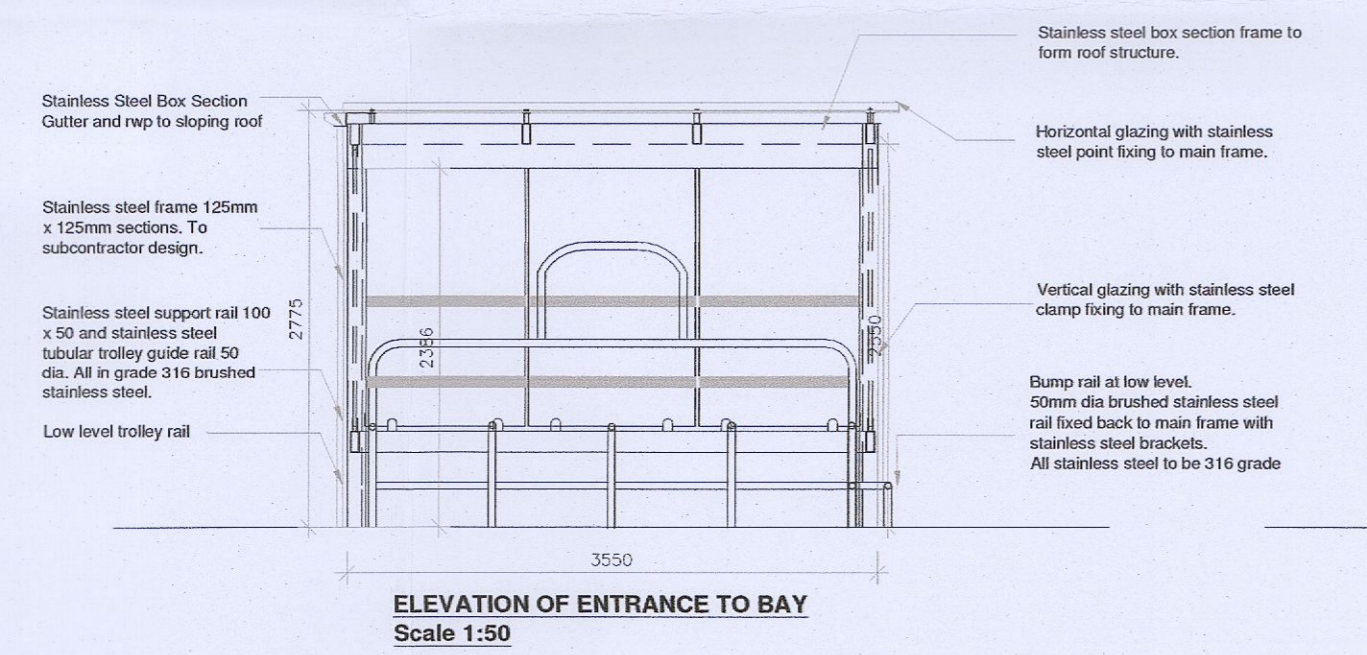 Stainless steel box section frame to
form roof structure.
Stainless Steel Box Section
Gutter and rwp to sloping roof
Horizontal glazing with stainless
steel point fixing to main frame.
Stainless steel frame 125mm
x 125mm sections. To
subcontractor design.
Vertical glazing with stainless steel
clamp fixing to main frame.
Stainless steel support rail 100
x 50 and stainless steel
tubular trolley guide rail 50
dia. All in grade 316 brushed
stainless steel.
2775
2386
2550
Bump rail at low level.
50mm dia brushed stainless steel
rail fixed back to main frame with
stainless steel brackets.
All stainless steel to be 316 grade
Low level trolley rail
3550
ELEVATION OF ENTRANCE TO BAY
Scale 1:50